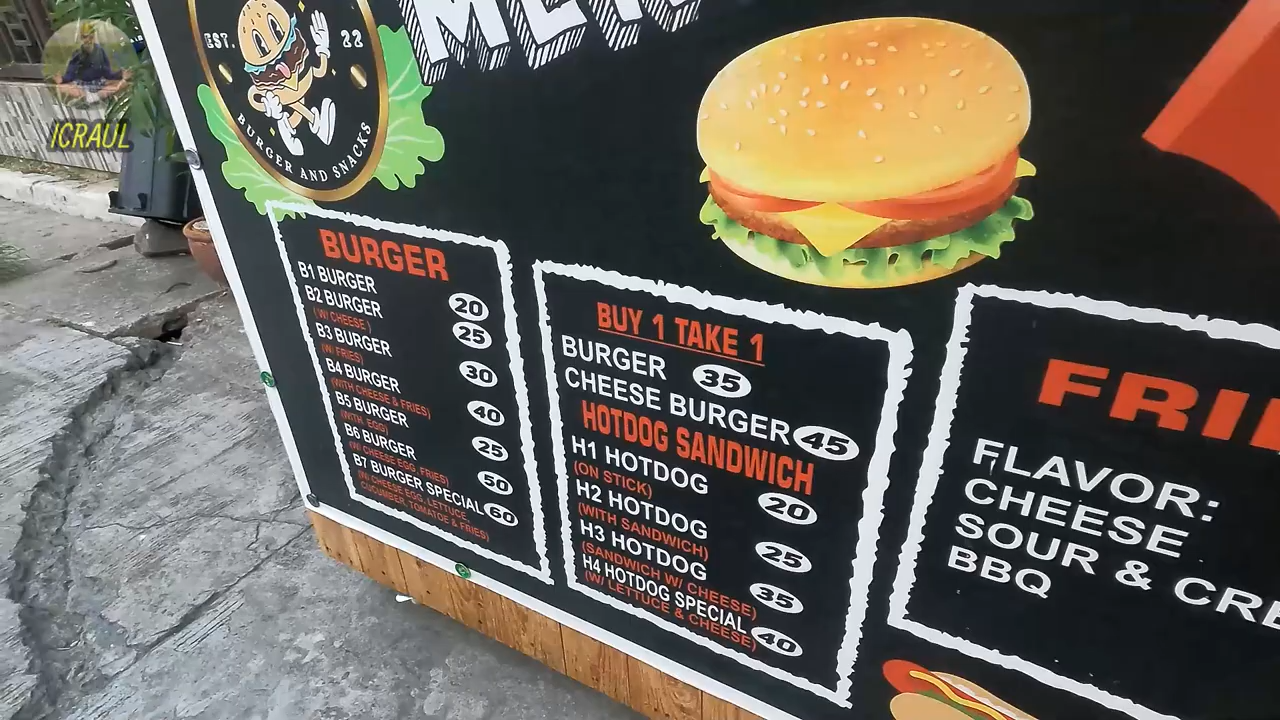 ICRAUL
EST. 22
BURGER AND SNACKS
BURGER
B1 BURGER 20
B2 BURGER 25
(W/ CHEESE )
B3 BURGER 30
(W/ FRIES)
B4 BURGER 40
(WITH CHEESE & FRIES)
B5 BURGER 25
(WITH EGG)
B6 BURGER 50
(W/ CHEESE EGG ,FRIES)
B7 BURGER SPECIAL 60
(W/ CHEESE EGG, LETTUCE,
CUCUMBER, TOMATOE & FRIES)
BUY 1 TAKE 1
BURGER 35
CHEESE BURGER 45
HOTDOG SANDWICH
H1 HOTDOG 20
(ON STICK)
H2 HOTDOG 25
(WITH SANDWICH)
H3 HOTDOG 35
(SANDWICH W/ CHEESE)
H4 HOTDOG SPECIAL 40
(W/ LETTUCE & CHEESE)
FLAVOR:
CHEESE
SOUR &
BBQ